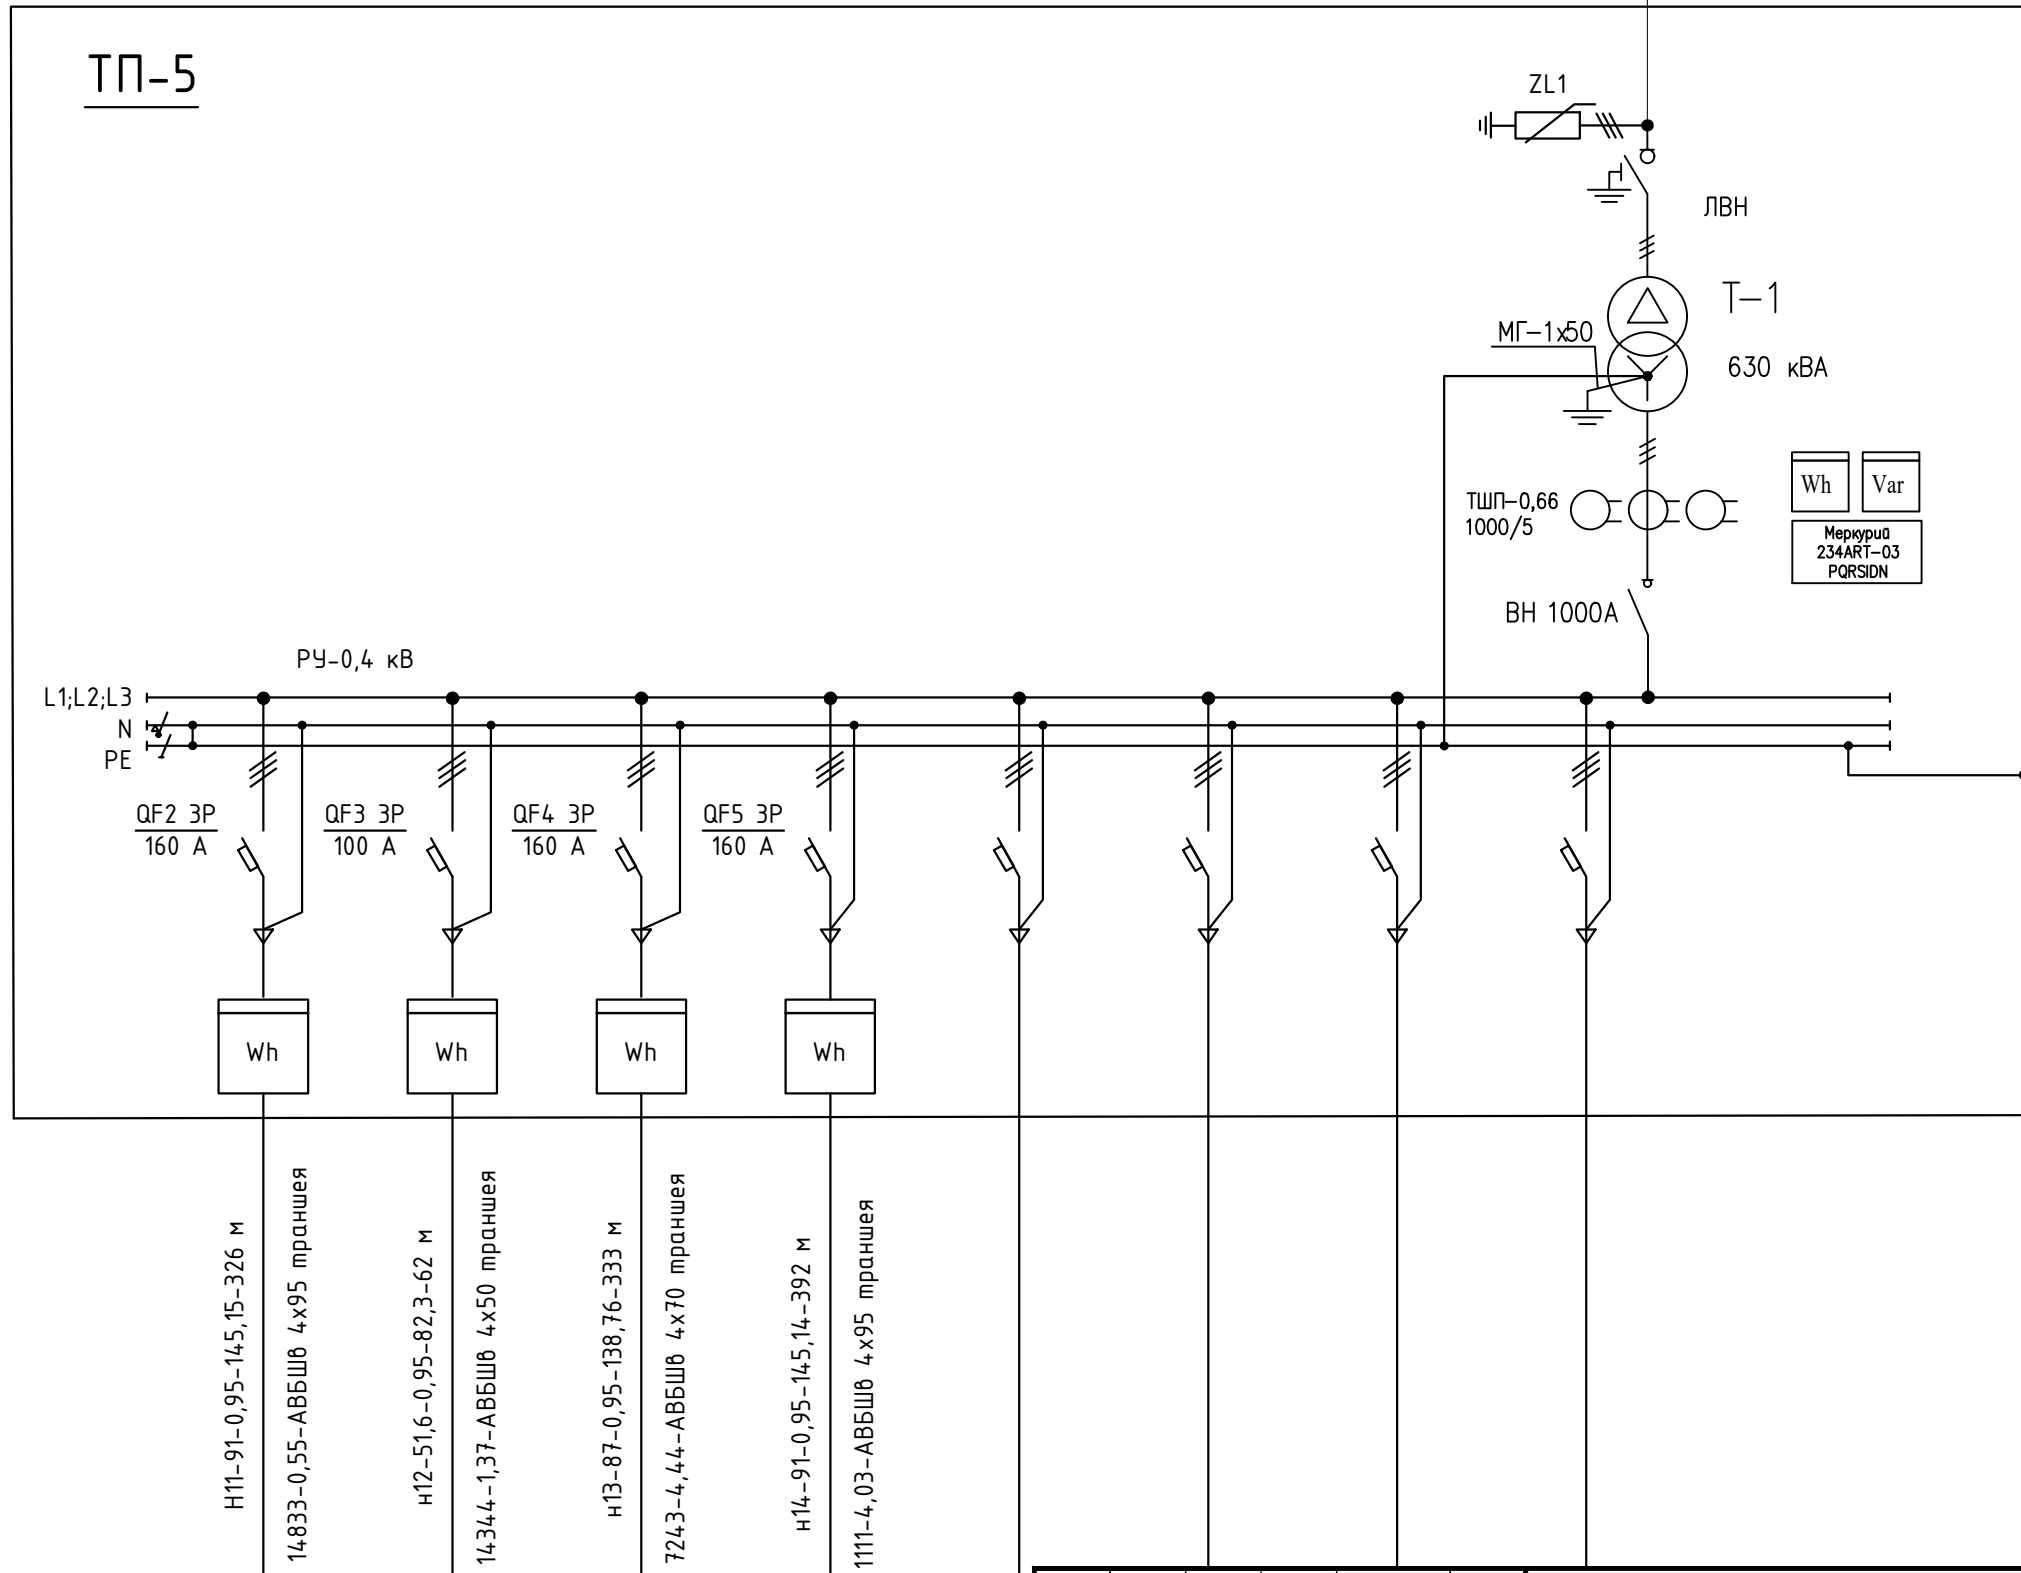 ТП-5
ZL1
ЛВН
Т-1
МГ-1х50
630 кВА
ТШП-0,66
1000/5
Wh
Var
Меркурий
234ART-03
PQRSIDN
ВН 1000А
РУ-0,4 кВ
L1;L2;L3
N
PE
QF2 3P
160 А
QF3 3P
100 А
QF4 3P
160 А
QF5 3P
160 А
Wh
Wh
Wh
Wh
Н11-91-0,95-145,15-326 м
14833-0,55-АВБШв 4х95 траншея
н12-51,6-0,95-82,3-62 м
14344-1,37-АВБШв 4х50 траншея
н13-87-0,95-138,76-333 м
7243-4,44-АВБШв 4х70 траншея
н14-91-0,95-145,14-392 м
1111-4,03-АВБШв 4х95 траншея